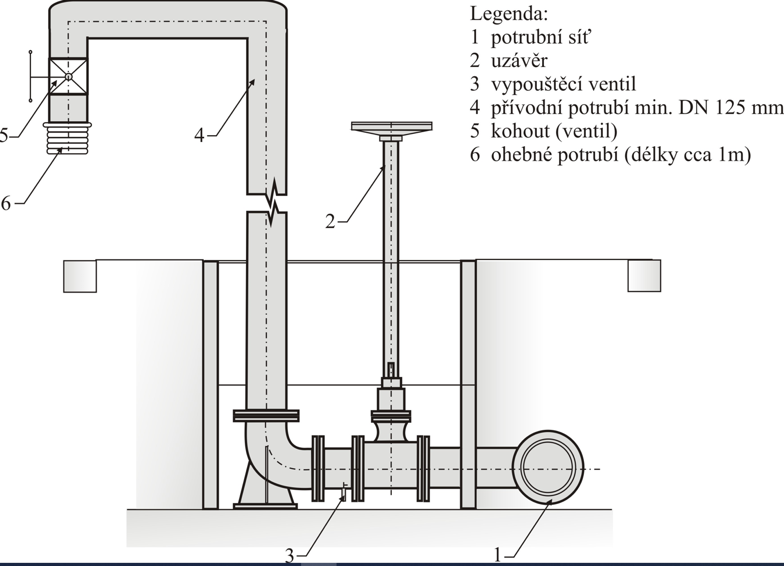 Legenda:
1 potrubní síť
2 uzávěr
3 vypouštěcí ventil
4 přívodní potrubí min. DN 125 mm
5 kohout (ventil)
6 ohebné potrubí (délky cca 1m)
5
4
6
2
3
1